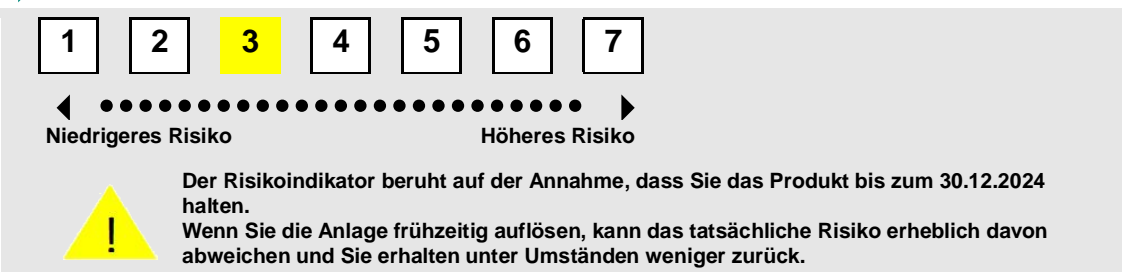 1 2 3 4 5 6 7
Niedrigeres Risiko Höheres Risiko
Der Risikoindikator beruht auf der Annahme, dass Sie das Produkt bis zum 30.12.2024
halten.
! Wenn Sie die Anlage frühzeitig auflösen, kann das tatsächliche Risiko erheblich davon
abweichen und Sie erhalten unter Umständen weniger zurück.